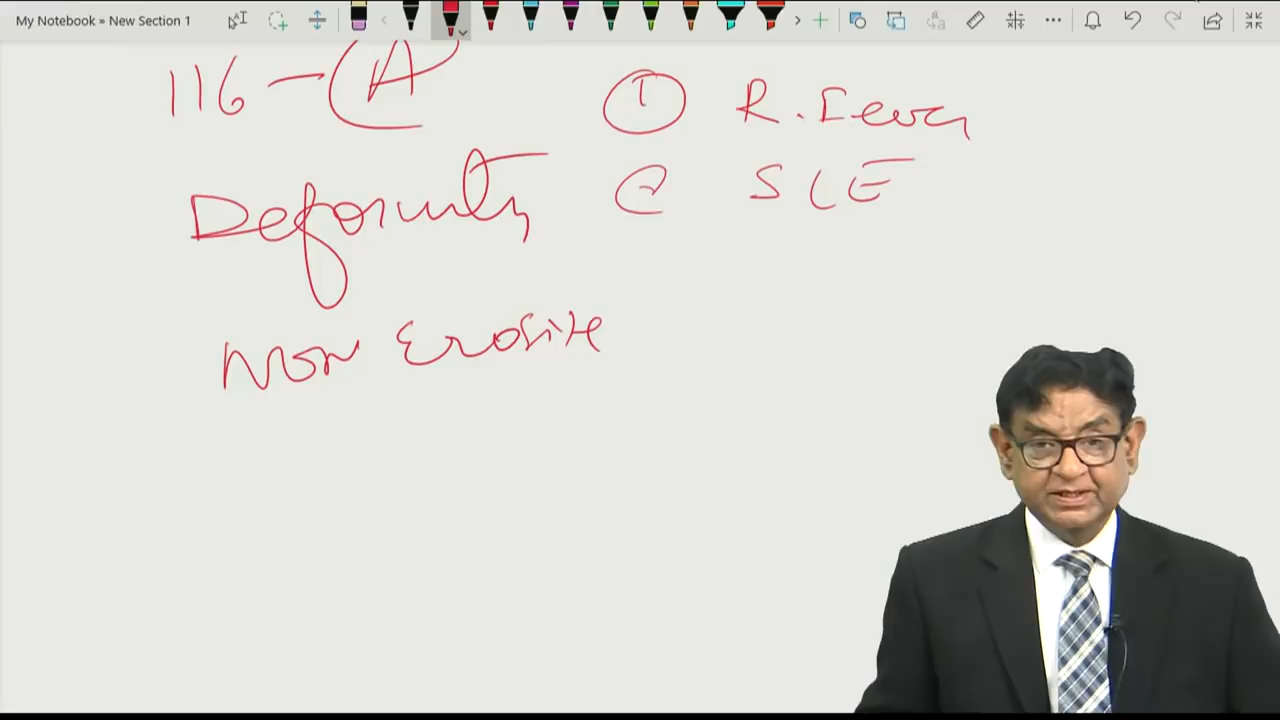 My Notebook » New Section 1
116 - A
Deformity
Non Erosive
① R. Fever
② SLE